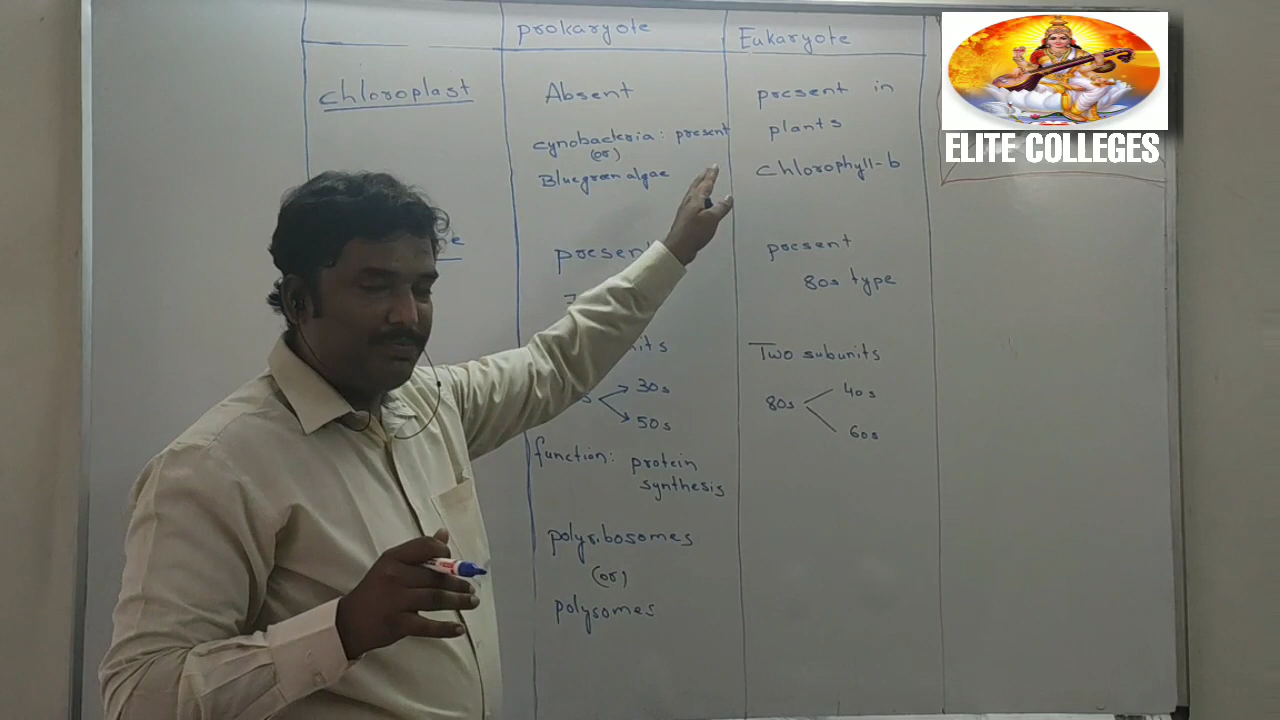 prokaryote
Eukaryote
chloroplast
Absent
cynobacteria: present
(or)
Bluegreen algae
present in
plants
chlorophyll-b
present
80s type
Two subunits
80s
40s
60s
30s
50s
function: protein
synthesis
polyribosomes
(or)
polysomes
ELITE COLLEGES